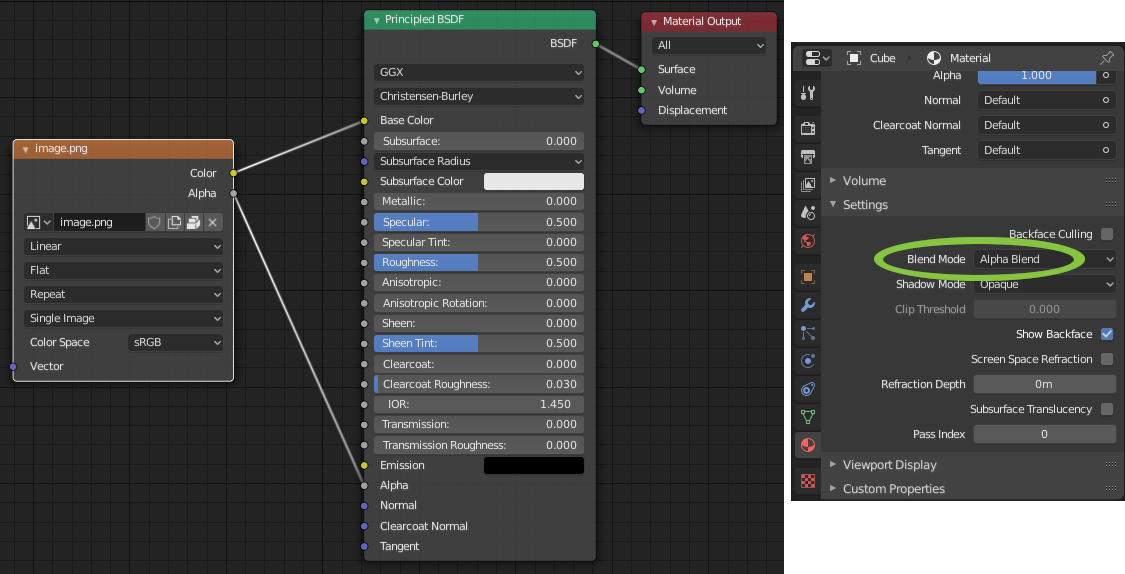 image.png
Color
Alpha
image.png
Linear
Flat
Repeat
Single Image
Color Space sRGB
Vector
Principled BSDF
BSDF
GGX
Christensen-Burley
Base Color
Subsurface: 0.000
Subsurface Radius
Subsurface Color
Metallic: 0.000
Specular: 0.500
Specular Tint: 0.000
Roughness: 0.500
Anisotropic: 0.000
Anisotropic Rotation: 0.000
Sheen: 0.000
Sheen Tint: 0.500
Clearcoat: 0.000
Clearcoat Roughness: 0.030
IOR: 1.450
Transmission: 0.000
Transmission Roughness: 0.000
Emission
Alpha
Normal
Clearcoat Normal
Tangent
Material Output
All
Surface
Volume
Displacement
Cube Material
Alpha 1.000
Normal Default
Clearcoat Normal Default
Tangent Default
Volume
Settings
Backface Culling
Blend Mode Alpha Blend
Shadow Mode Opaque
Clip Threshold 0.000
Show Backface
Screen Space Refraction
Refraction Depth 0m
Subsurface Translucency
Pass Index 0
Viewport Display
Custom Properties